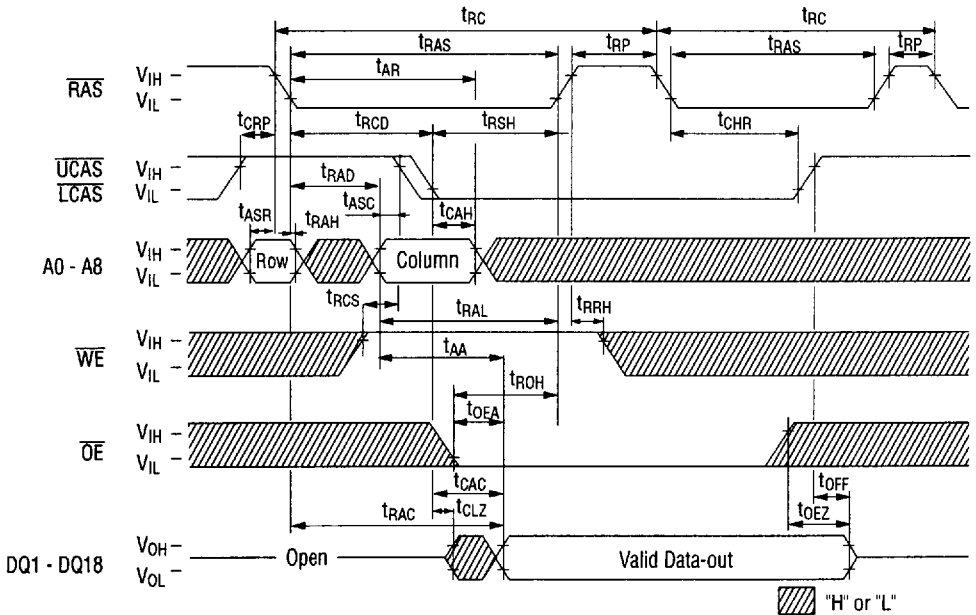 tRC tRC
tRAS tRP tRAS tRP
tAR
RAS VIH
VIL
tCRP tRCD tRSH tCHR
UCAS VIH
LCAS VIL
tRAD
tASC
tASR tRAH tCAH
A0 - A8 VIH
VIL
Row Column
tRCS tRAL tRRH
WE VIH
VIL
tAA
tROH
tOEA
OE VIH
VIL
tCAC tOFF
tRAC tCLZ tOEZ
DQ1 - DQ18 VOH
VOL
Open Valid Data-out
"H" or "L"